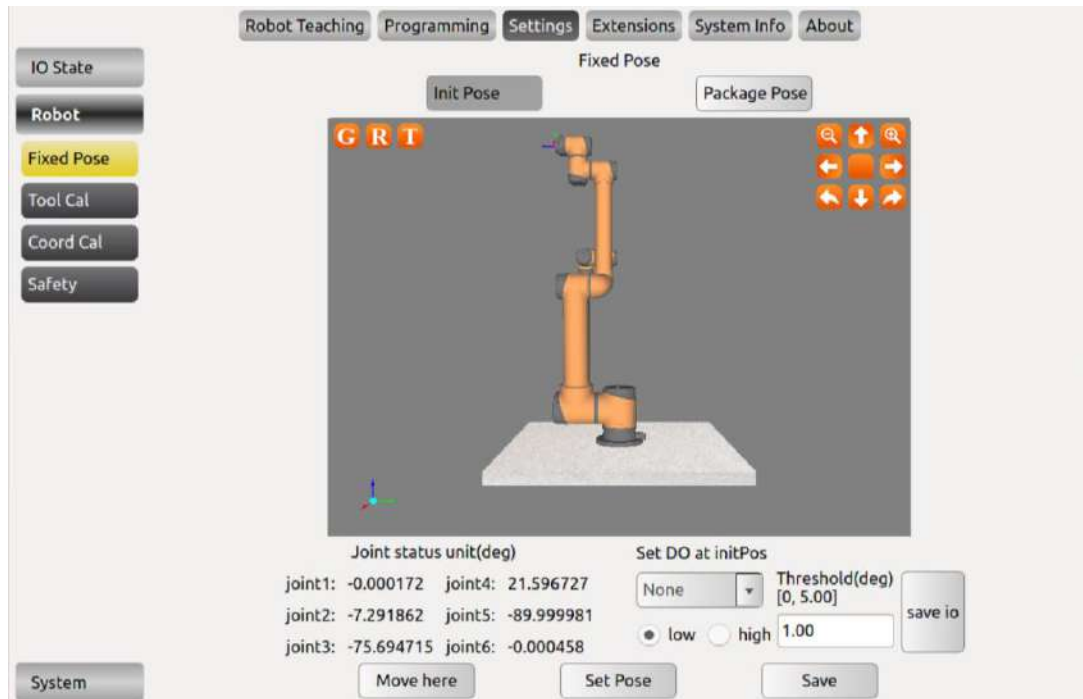 Robot Teaching Programming Settings Extensions System Info About
Fixed Pose
IO State
Init Pose Package Pose
Robot
G R T
Fixed Pose
Tool Cal
Coord Cal
Safety
Joint status unit(deg) Set DO at initPos
joint1: -0.000172 joint4: 21.596727
joint2: -7.291862 joint5: -89.999981
joint3: -75.694715 joint6: -0.000458
None
Threshold(deg)
[0, 5.00]
low high 1.00
save io
System Move here Set Pose Save